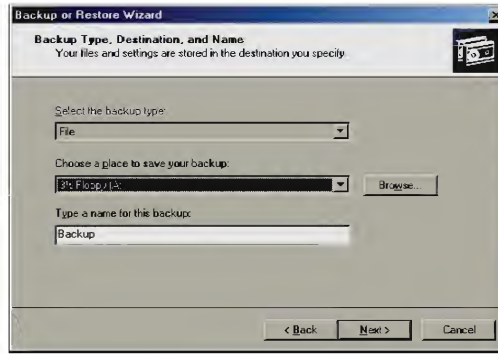 Backup or Restore Wizard
Backup Type, Destination, and Name
Your files and settings are stored in the destination you specify.
Select the backup type:
File
Choose a place to save your backup:
3½ Floppy (A:
Browse...
Type a name for this backup:
Backup
< Back
Next >
Cancel